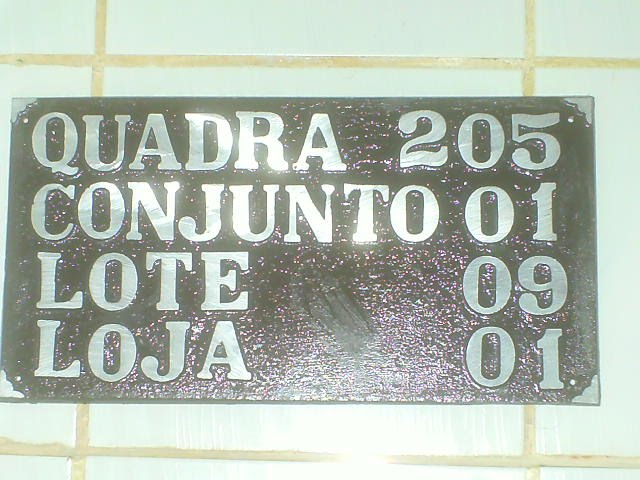 QUADRA 205
CONJUNTO 01
LOTE 09
LOJA 01